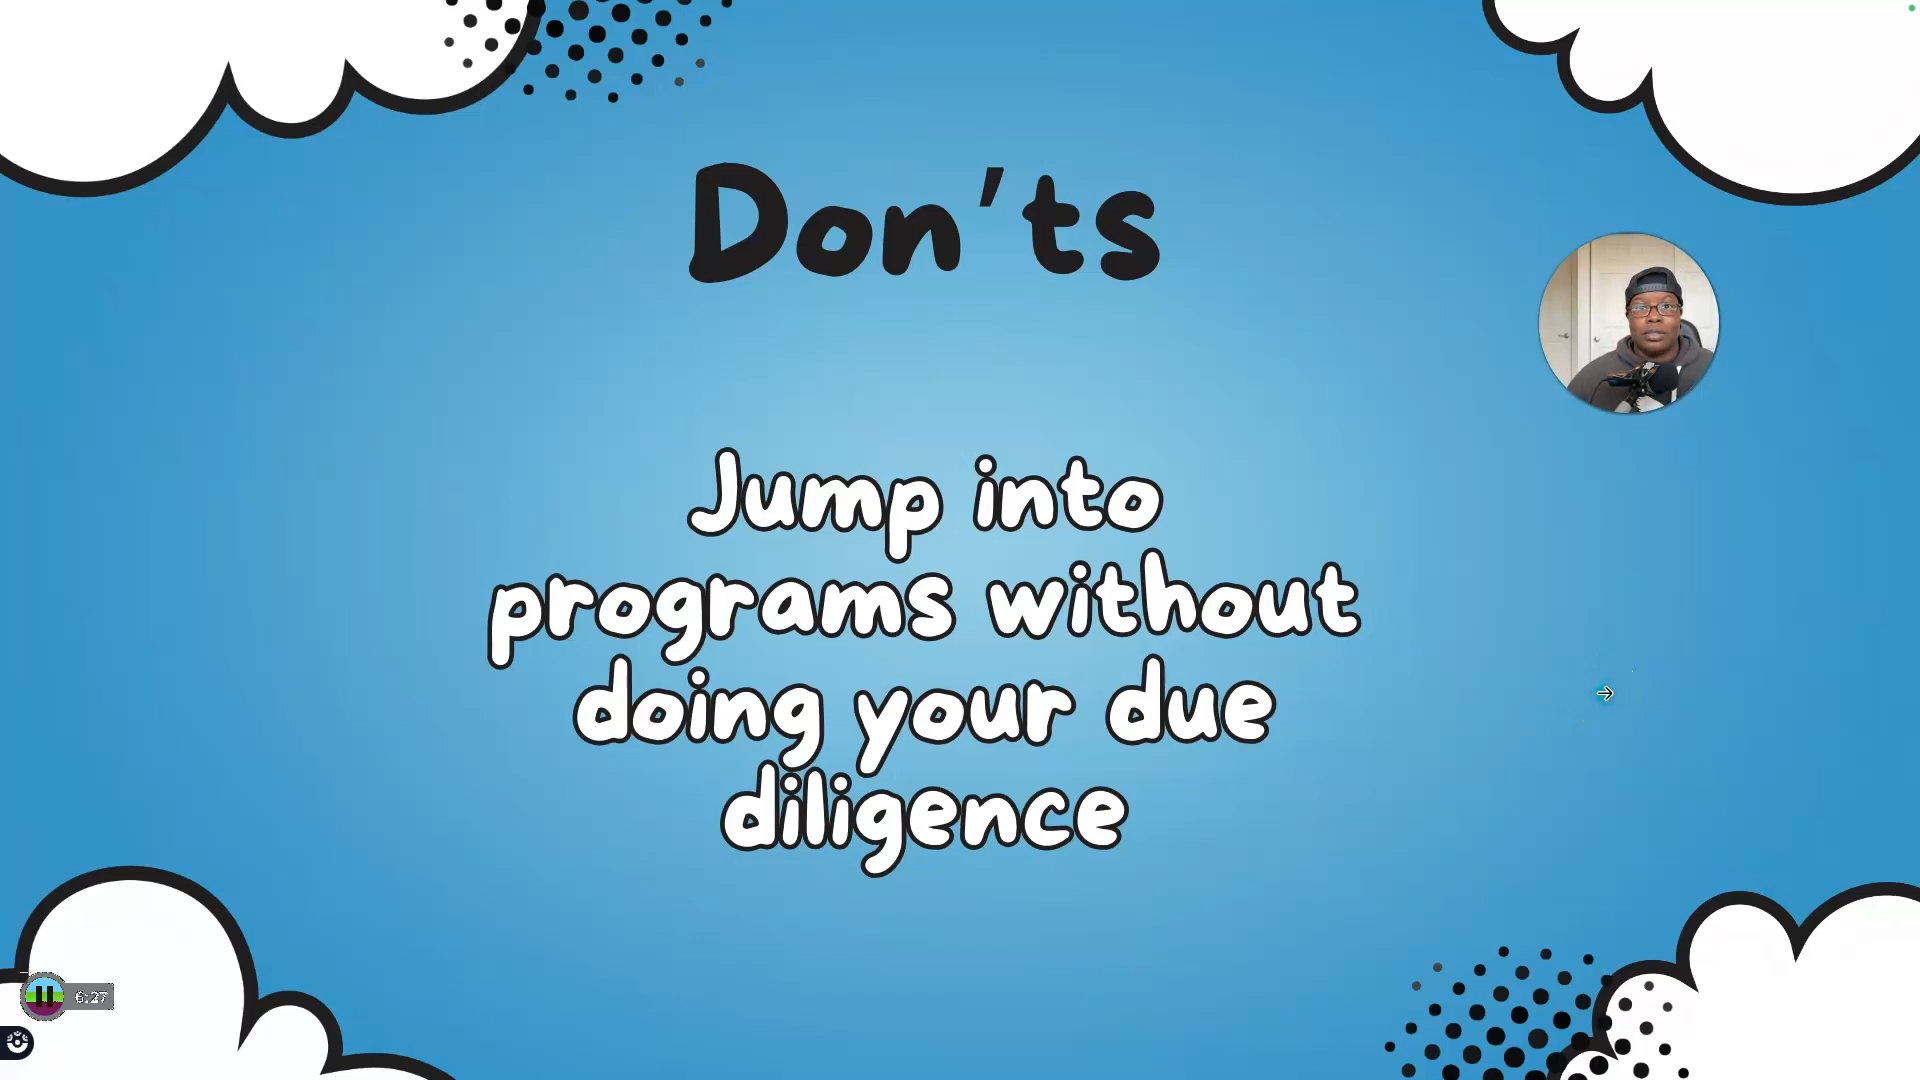 Don'ts
Jump into
programs without
doing your due
diligence
6:27